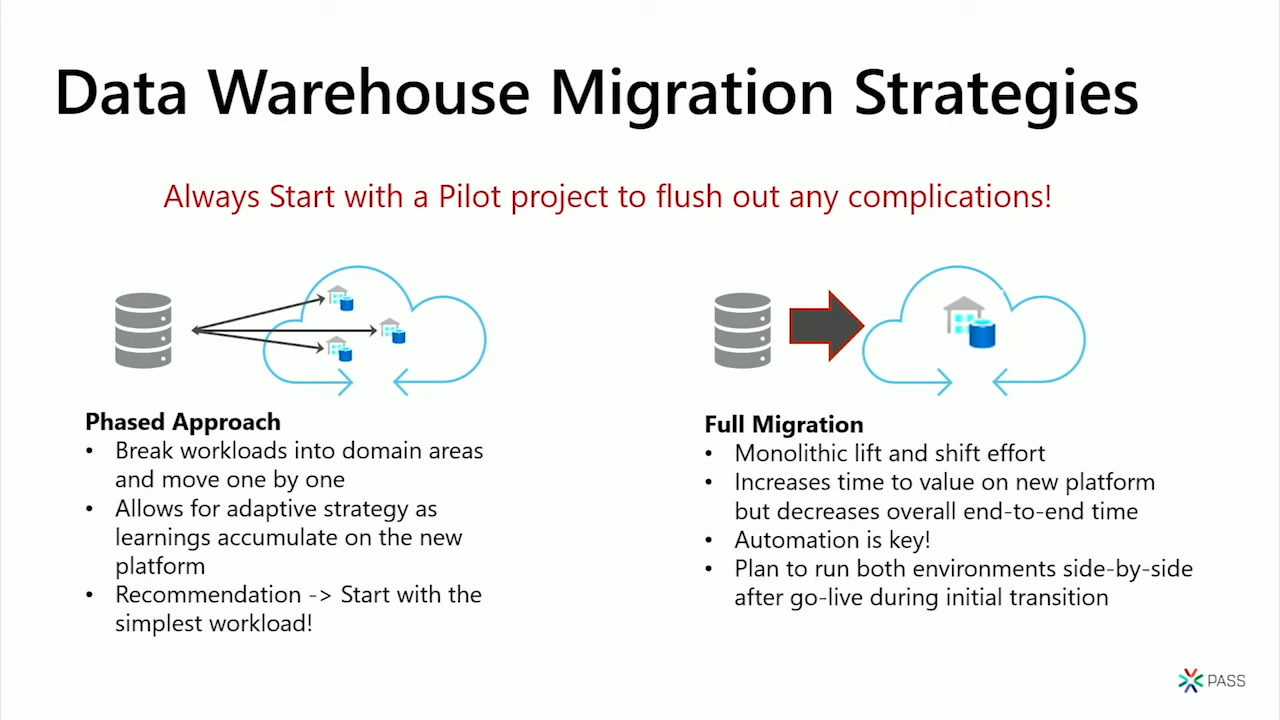 Data Warehouse Migration Strategies
Always Start with a Pilot project to flush out any complications!
Phased Approach
• Break workloads into domain areas
and move one by one
• Allows for adaptive strategy as
learnings accumulate on the new
platform
• Recommendation -> Start with the
simplest workload!
Full Migration
• Monolithic lift and shift effort
• Increases time to value on new platform
but decreases overall end-to-end time
• Automation is key!
• Plan to run both environments side-by-side
after go-live during initial transition
PASS